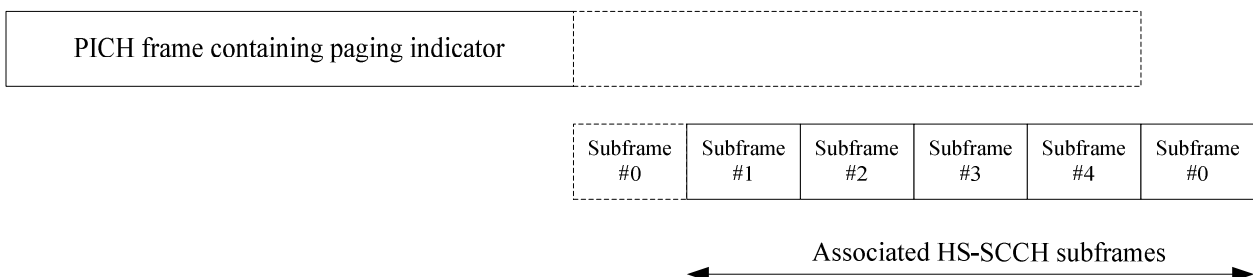 PICH frame containing paging indicator
Subframe #0
Subframe #1
Subframe #2
Subframe #3
Subframe #4
Subframe #0
Associated HS-SCCH subframes